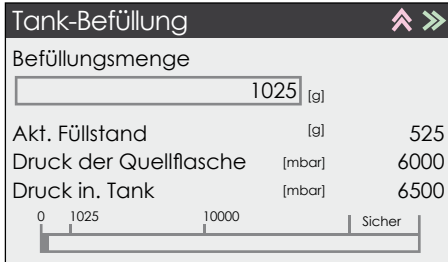 Tank-Befüllung
Befüllungsmenge
1025 [g]
Akt. Füllstand [g] 525
Druck der Quellflasche [mbar] 6000
Druck in. Tank [mbar] 6500
0 1025 10000 Sicher